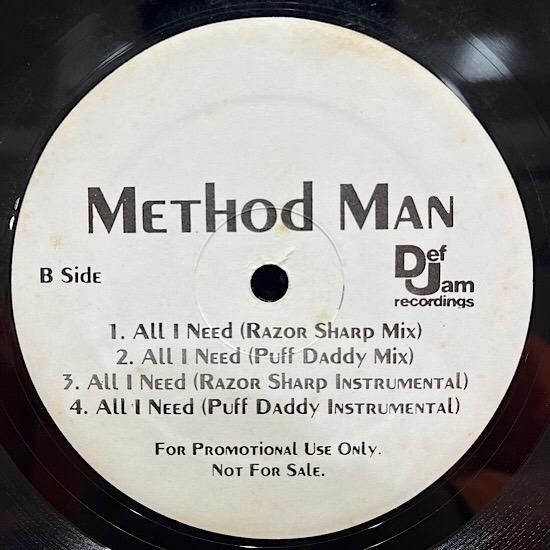 Method Man
B Side
Def Jam
recordings
1. All I Need (Razor Sharp Mix)
2. All I Need (Puff Daddy Mix)
3. All I Need (Razor Sharp Instrumental)
4. All I Need (Puff Daddy Instrumental)
For Promotional Use Only.
Not For Sale.